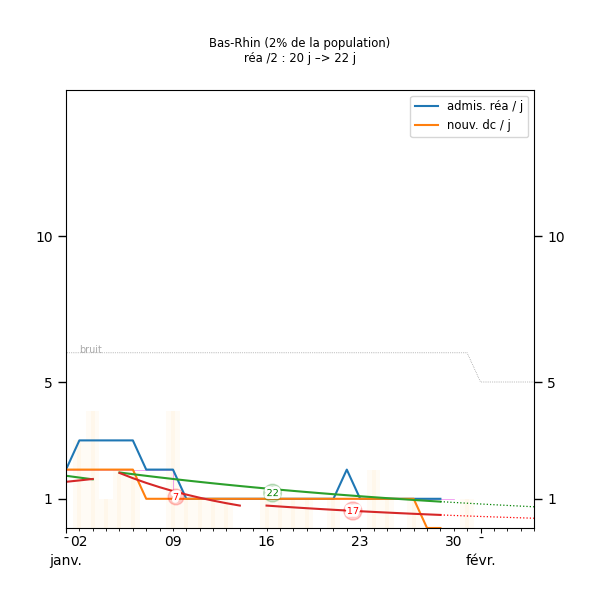 Bas-Rhin (2% de la population)
réa /2 : 20 j –> 22 j
admis. réa / j
nouv. dc / j
10
10
bruit
5
5
22
7
17
1
1
02
09
16
23
30
janv.
févr.